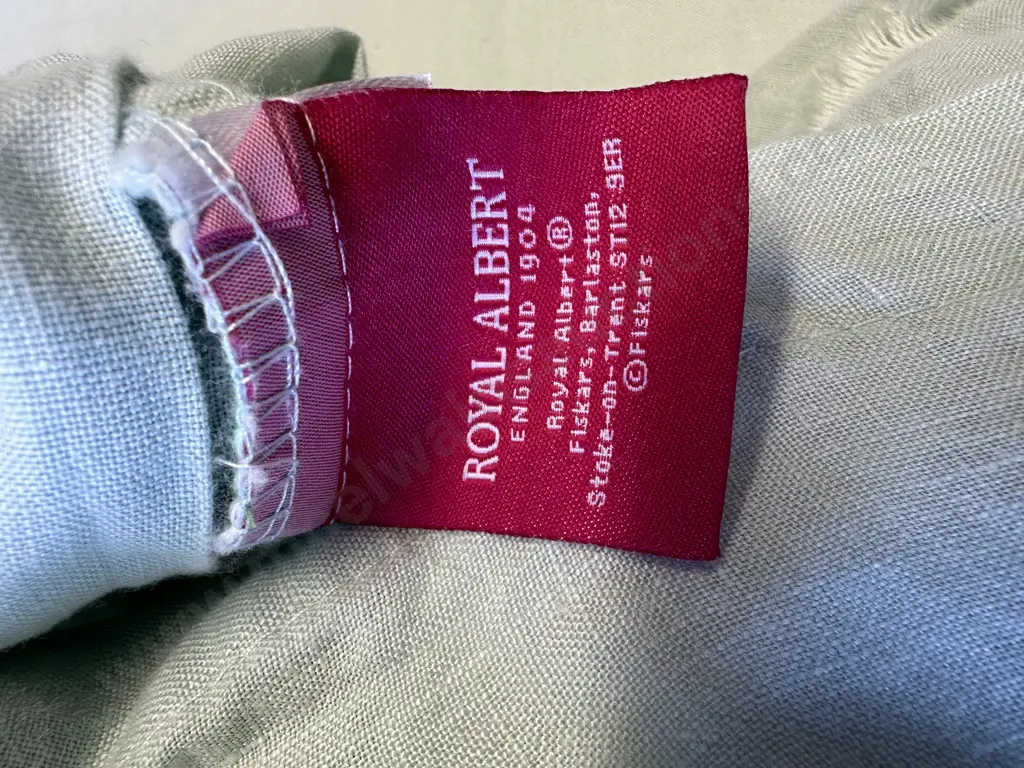 ROYAL ALBERT
ENGLAND 1904
Royal Albert®
Fiskars, Barlaston,
Stoke-on-Trent ST12 9ER
©Fiskars